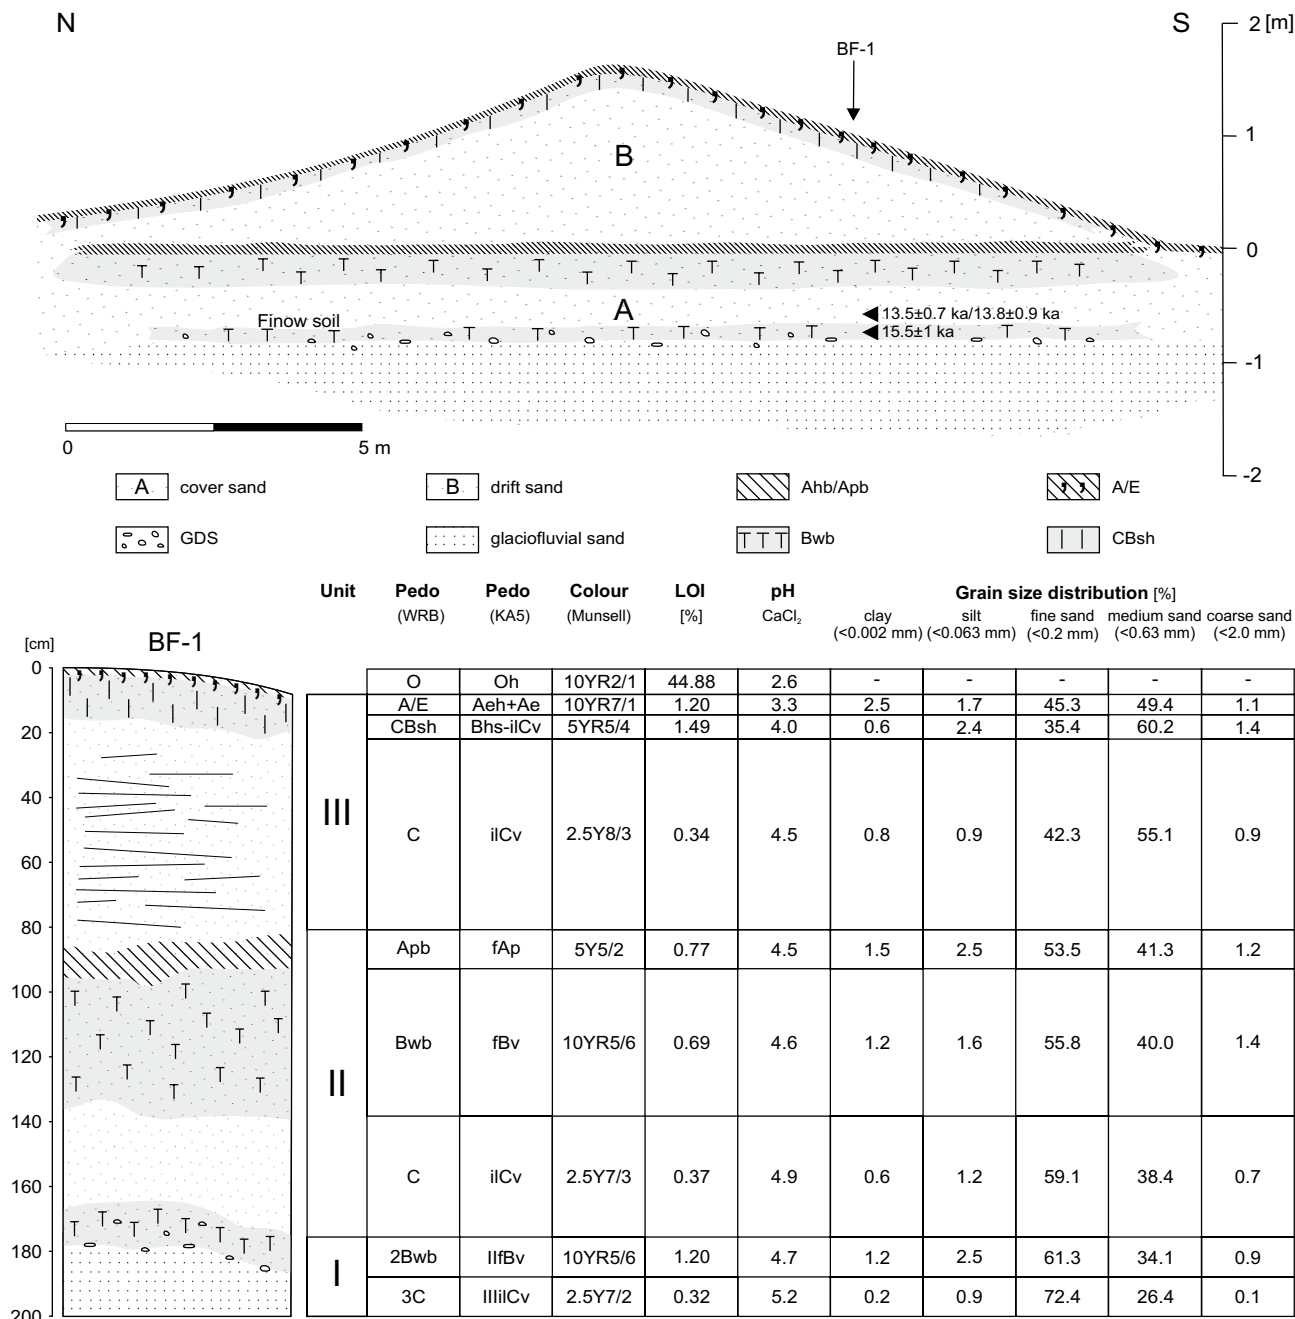 N
S
2 [m]
BF-1
1
B
0
Finow soil
A
13.5±0.7 ka/13.8±0.9 ka
15.5±1 ka
-1
0 5 m
-2
A cover sand
B drift sand
Ahb/Apb
A/E
GDS
glaciofluvial sand
Bwb
CBsh
Unit Pedo Pedo Colour LOI pH Grain size distribution [%]
(WRB) (KA5) (Munsell) [%] CaCl₂ clay silt fine sand medium sand coarse sand
(<0.002 mm) (<0.063 mm) (<0.2 mm) (<0.63 mm) (<2.0 mm)
[cm] BF-1
0
O Oh 10YR2/1 44.88 2.6 - - - - -
A/E Aeh+Ae 10YR7/1 1.20 3.3 2.5 1.7 45.3 49.4 1.1
CBsh Bhs-ilCv 5YR5/4 1.49 4.0 0.6 2.4 35.4 60.2 1.4
20
40
III
C ilCv 2.5Y8/3 0.34 4.5 0.8 0.9 42.3 55.1 0.9
60
80
Apb fAp 5Y5/2 0.77 4.5 1.5 2.5 53.5 41.3 1.2
100
Bwb fBv 10YR5/6 0.69 4.6 1.2 1.6 55.8 40.0 1.4
120
II
140
C ilCv 2.5Y7/3 0.37 4.9 0.6 1.2 59.1 38.4 0.7
160
180
2Bwb IIfBv 10YR5/6 1.20 4.7 1.2 2.5 61.3 34.1 0.9
I
3C IIIilCv 2.5Y7/2 0.32 5.2 0.2 0.9 72.4 26.4 0.1
200